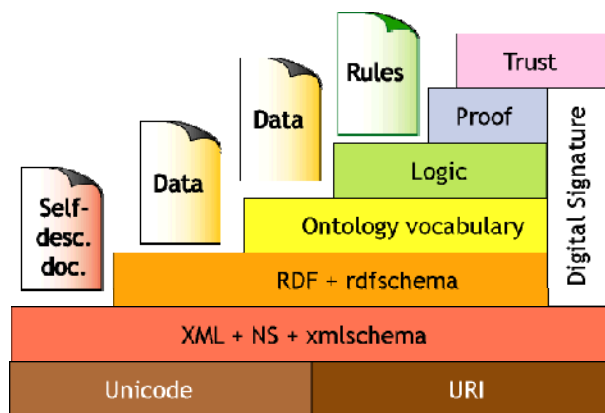 Rules
Trust
Data
Proof
Data
Logic
Self-
desc.
doc.
Ontology vocabulary
Digital Signature
RDF + rdfschema
XML + NS + xmlschema
Unicode
URI